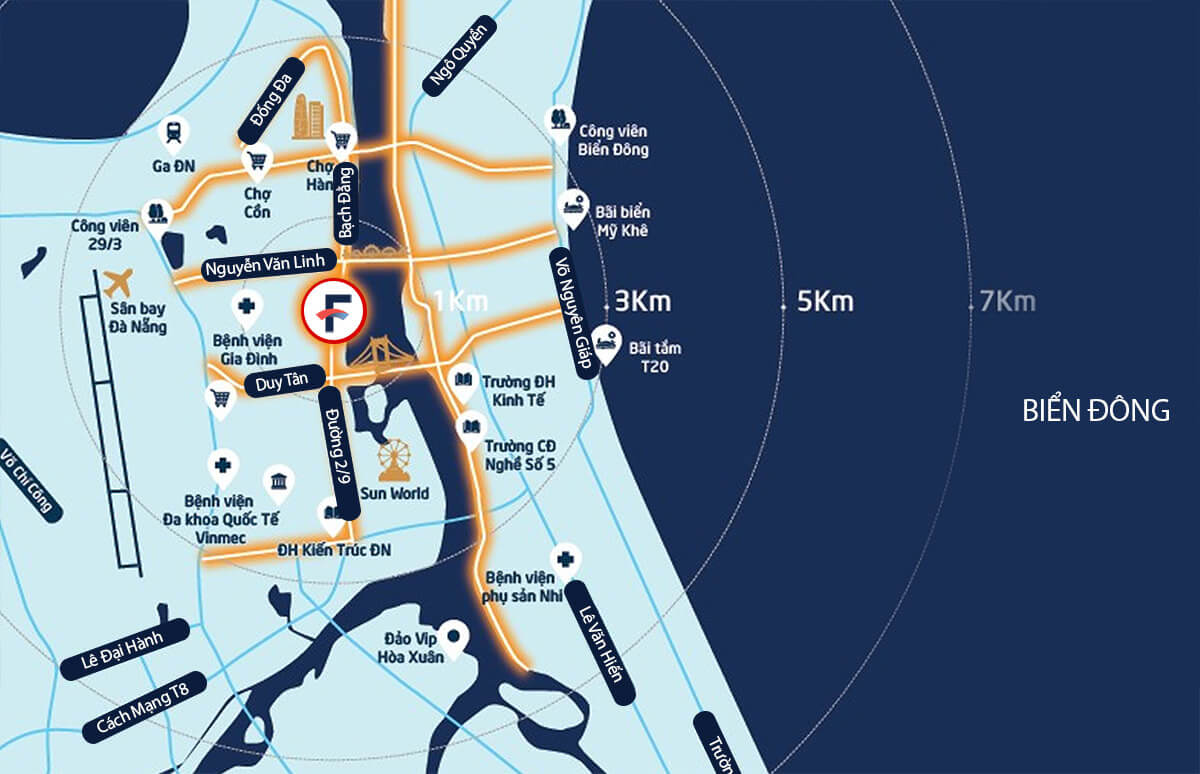 Ngô Quyền
Đống Đa
Ga ĐN
Chợ
Cồn
Chợ
Hàn
Bạch Đằng
Công viên
Biển Đông
Công viên
29/3
Bãi biển
Mỹ Khê
Nguyễn Văn Linh
Võ Nguyên Giáp
Sân bay
Đà Nẵng
F
1Km
3Km
5Km
7Km
Bệnh viện
Gia Đình
Bãi tắm
T20
Duy Tân
Trường ĐH
Kinh Tế
BIỂN ĐÔNG
Đường 2/9
Trường CĐ
Nghề Số 5
Võ Chí Công
Sun World
Bệnh viện
Đa khoa Quốc Tế
Vinmec
ĐH Kiến Trúc ĐN
Bệnh viện
phụ sản Nhi
Lê Văn Hiến
Lê Đại Hành
Đảo Vip
Hòa Xuân
Cách Mạng T8
Trườn